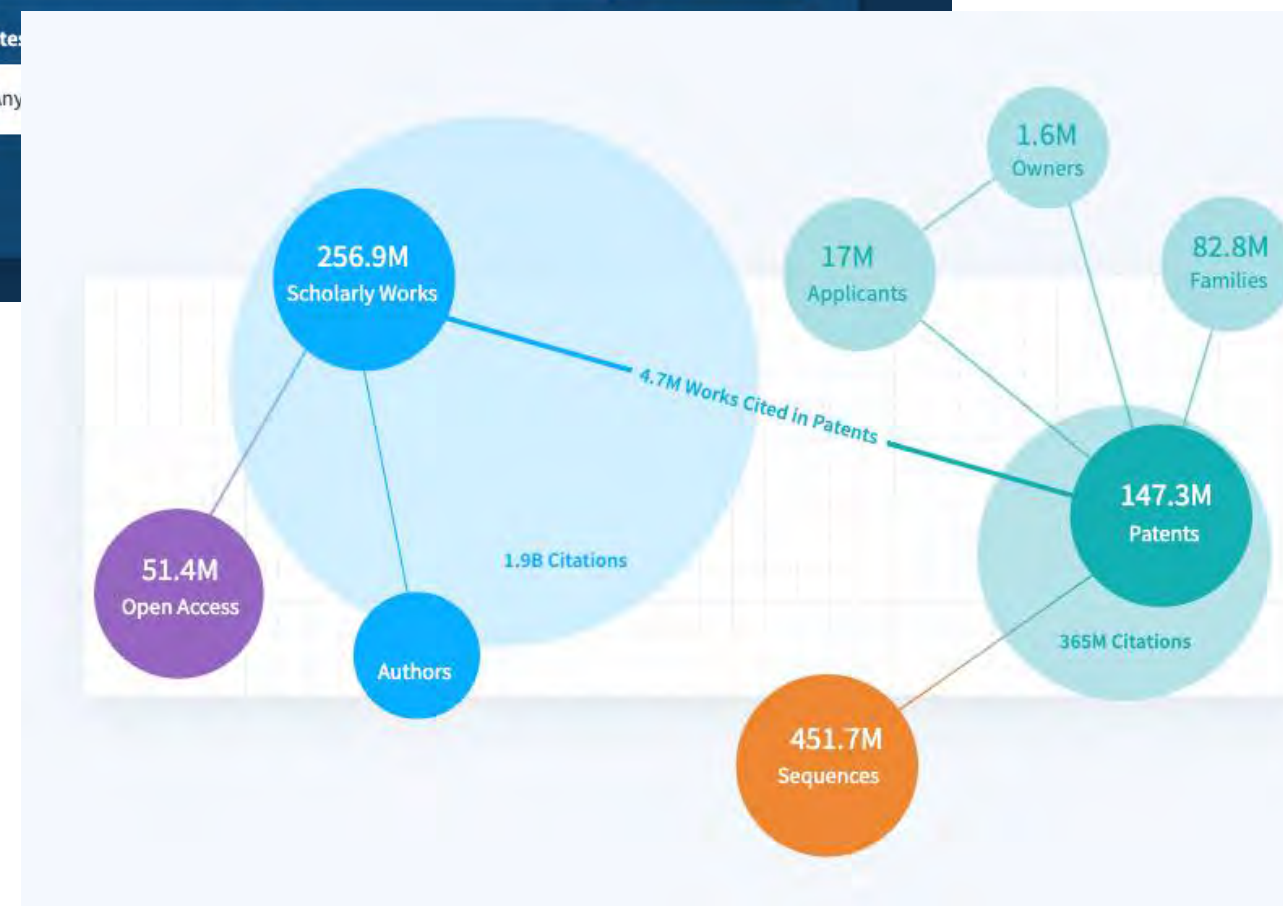 1.6M
Owners
256.9M
Scholarly Works
17M
Applicants
82.8M
Families
4.7M Works Cited in Patents
147.3M
Patents
51.4M
Open Access
1.9B Citations
Authors
365M Citations
451.7M
Sequences